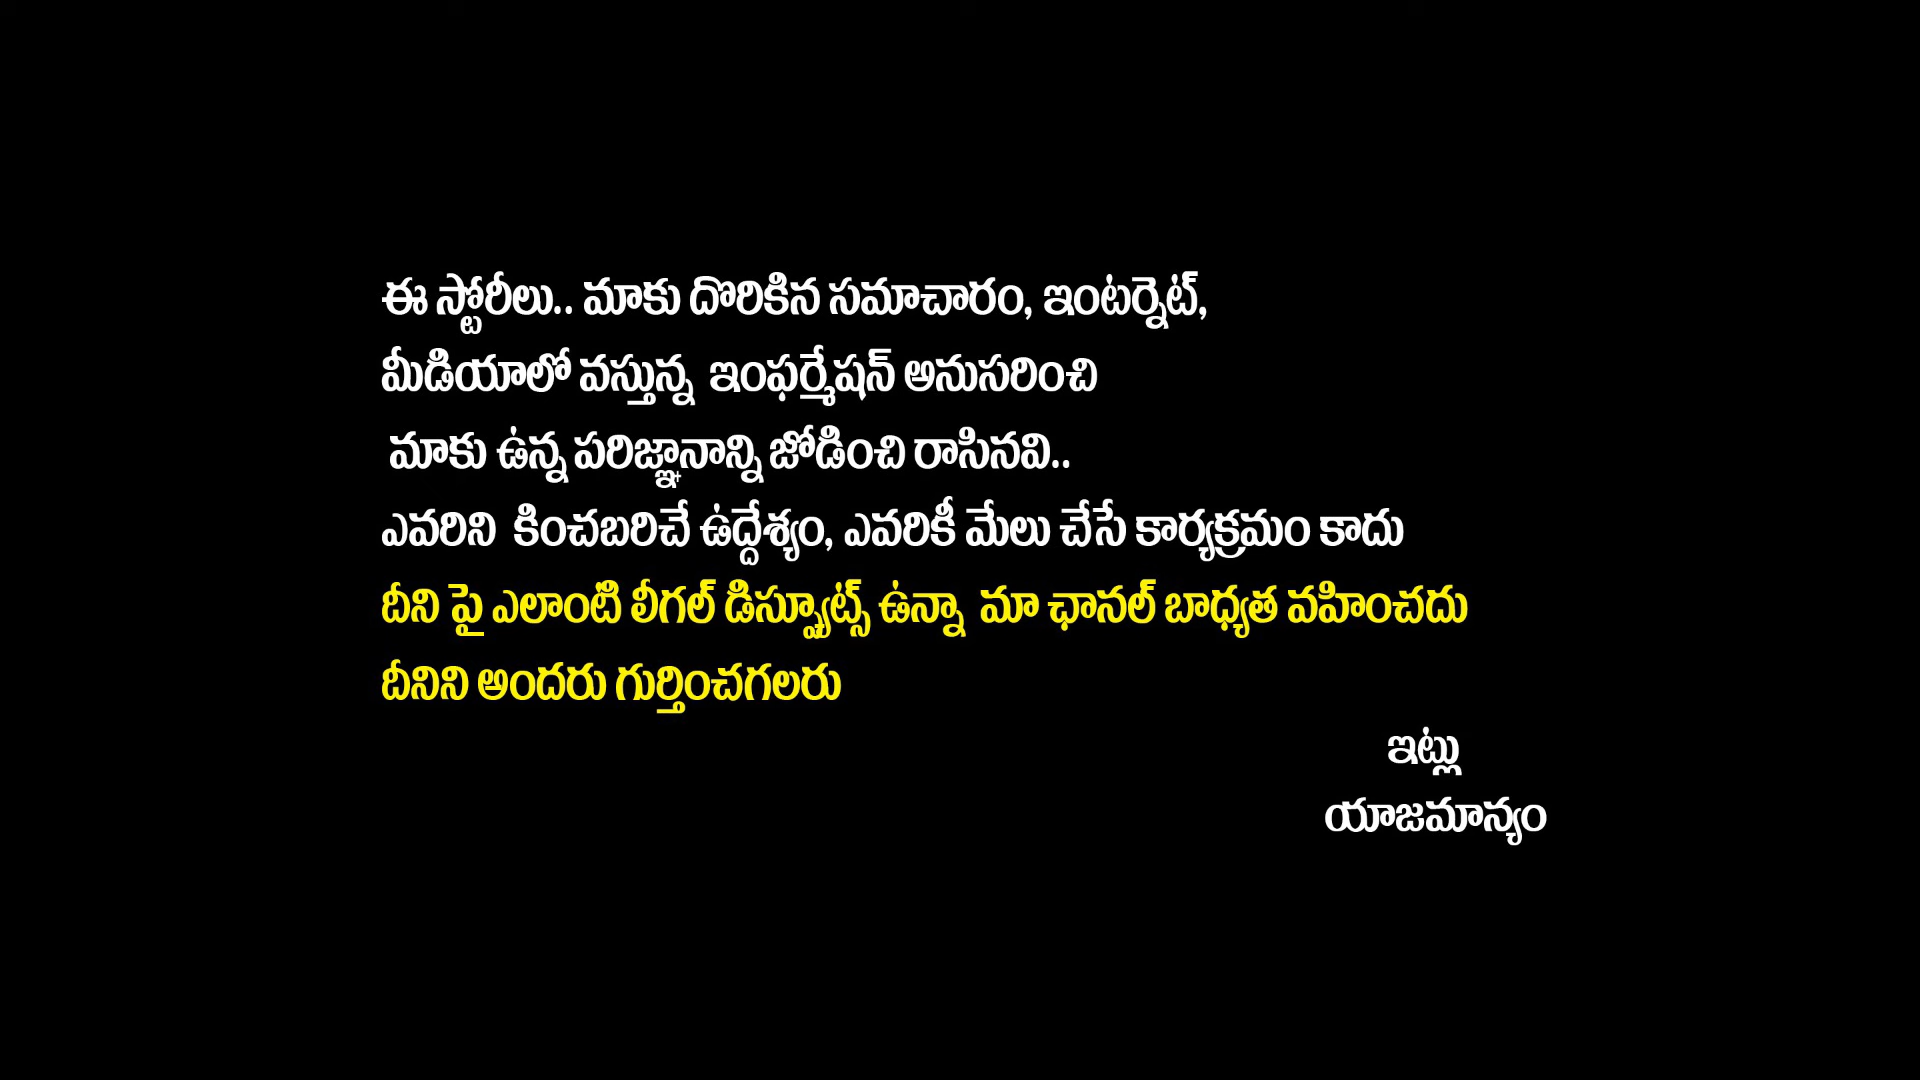 ఈ స్టోరీలు.. మాకు దొరికిన సమాచారం, ఇంటర్నెట్,
మీడియాలో వస్తున్న ఇంఫర్మేషన్ అనుసరించి
మాకు ఉన్న పరిజ్ఞానాన్ని జోడించి రాసినవి..
ఎవరిని కించబరిచే ఉద్దేశ్యం, ఎవరికీ మేలు చేసే కార్యక్రమం కాదు
దీని పై ఎలాంటి లీగల్ డిస్ప్యూట్స్ ఉన్నా మా ఛానల్ బాధ్యత వహించదు
దీనిని అందరు గుర్తించగలరు
ఇట్లు
యాజమాన్యం